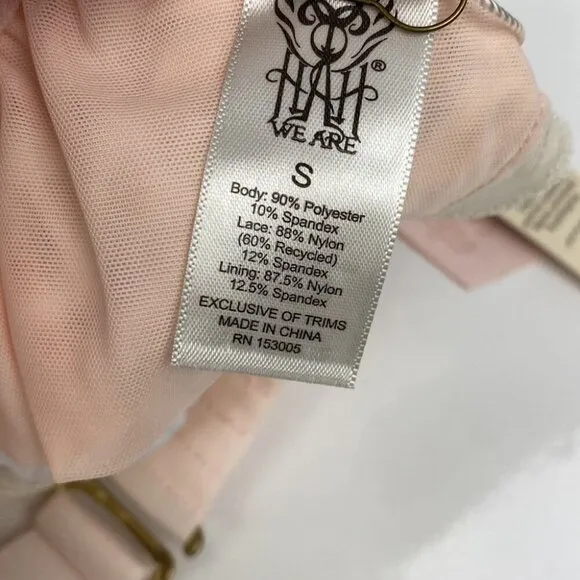 HAH®
WE ARE
S
Body: 90% Polyester
10% Spandex
Lace: 88% Nylon
(60% Recycled)
12% Spandex
Lining: 87.5% Nylon
12.5% Spandex
EXCLUSIVE OF TRIMS
MADE IN CHINA
RN 153005